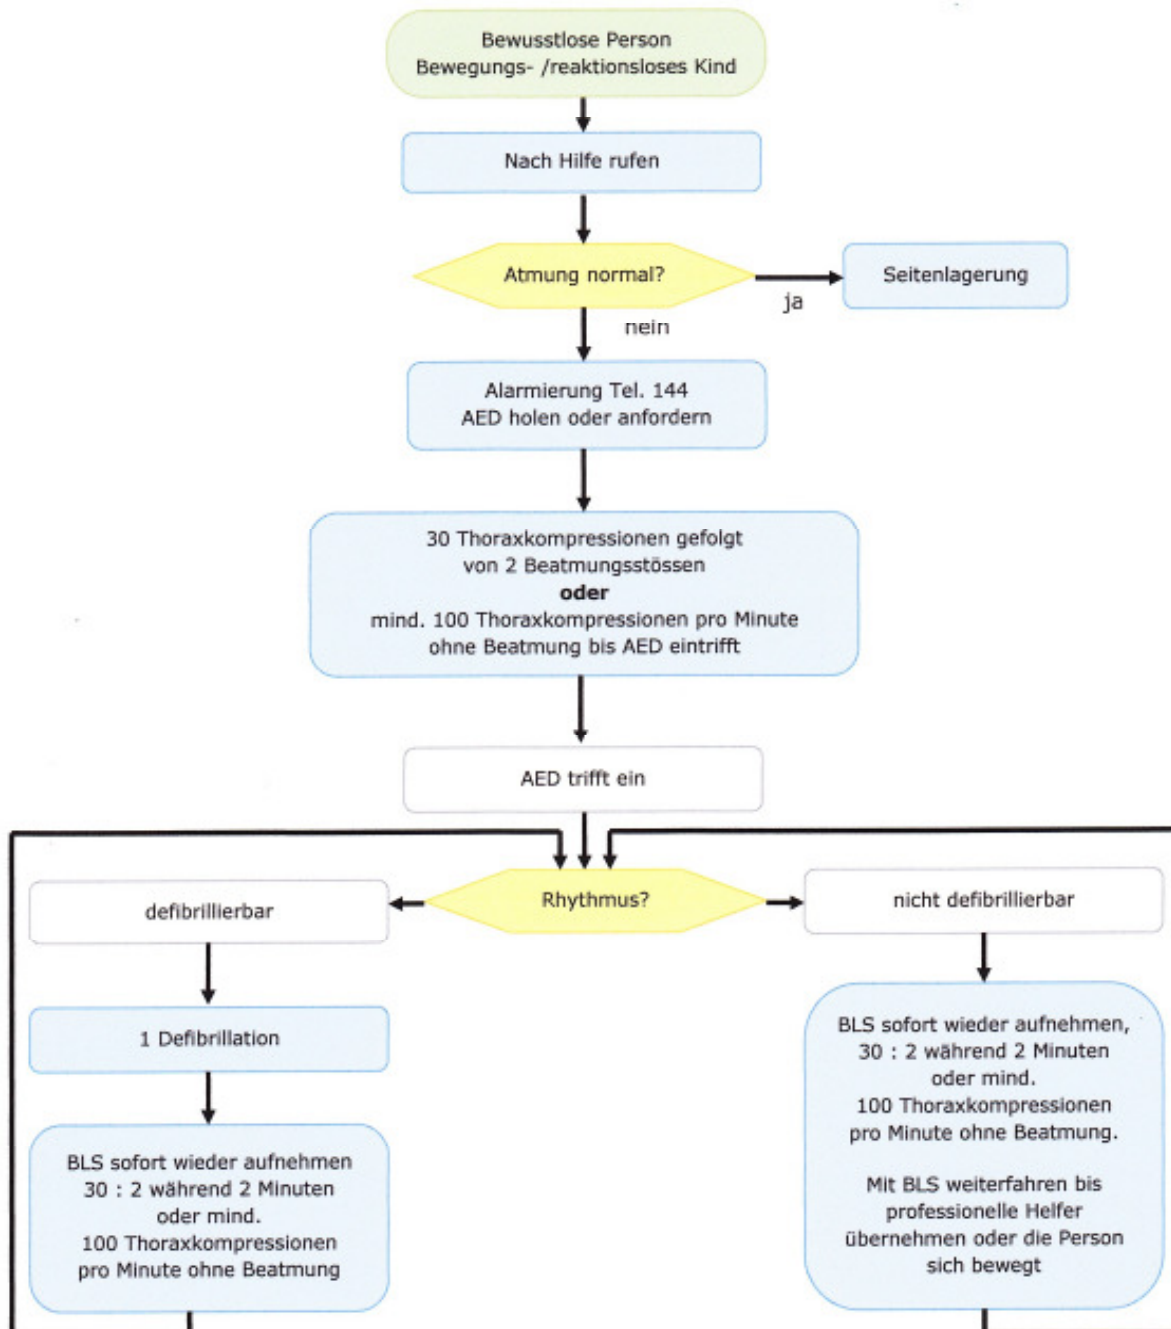 Bewusstlose Person
Bewegungs- /reaktionsloses Kind
Nach Hilfe rufen
Atmung normal?
ja
Seitenlagerung
nein
Alarmierung Tel. 144
AED holen oder anfordern
30 Thoraxkompressionen gefolgt
von 2 Beatmungsstössen
oder
mind. 100 Thoraxkompressionen pro Minute
ohne Beatmung bis AED eintrifft
AED trifft ein
Rhythmus?
defibrillierbar
1 Defibrillation
BLS sofort wieder aufnehmen
30 : 2 während 2 Minuten
oder mind.
100 Thoraxkompressionen
pro Minute ohne Beatmung
nicht defibrillierbar
BLS sofort wieder aufnehmen,
30 : 2 während 2 Minuten
oder mind.
100 Thoraxkompressionen
pro Minute ohne Beatmung.
Mit BLS weiterfahren bis
professionelle Helfer
übernehmen oder die Person
sich bewegt